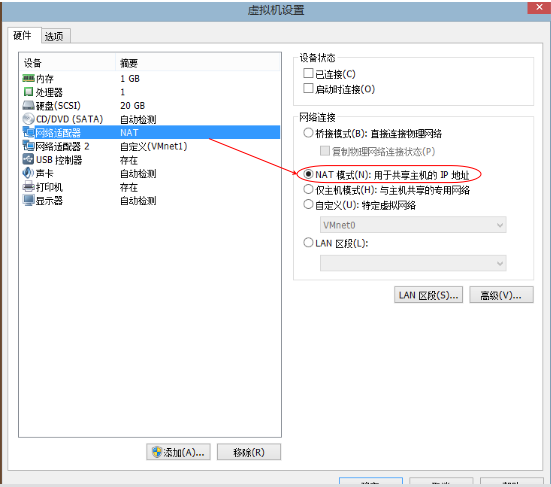 虚拟机设置
硬件 选项
设备 摘要
内存 1 GB
处理器 1
硬盘(SCSI) 20 GB
CD/DVD (SATA) 自动检测
网络适配器 NAT
网络适配器 2 自定义(VMnet1)
USB 控制器 存在
声卡 自动检测
打印机 存在
显示器 自动检测
添加(A)... 移除(R)
设备状态
已连接(C)
启动时连接(O)
网络连接
桥接模式(B): 直接连接物理网络
复制物理网络连接状态(P)
NAT 模式(N): 用于共享主机的 IP 地址
仅主机模式(H): 与主机共享的专用网络
自定义(U): 特定虚拟网络
VMnet0
LAN 区段(L):
LAN 区段(S)... 高级(V)...